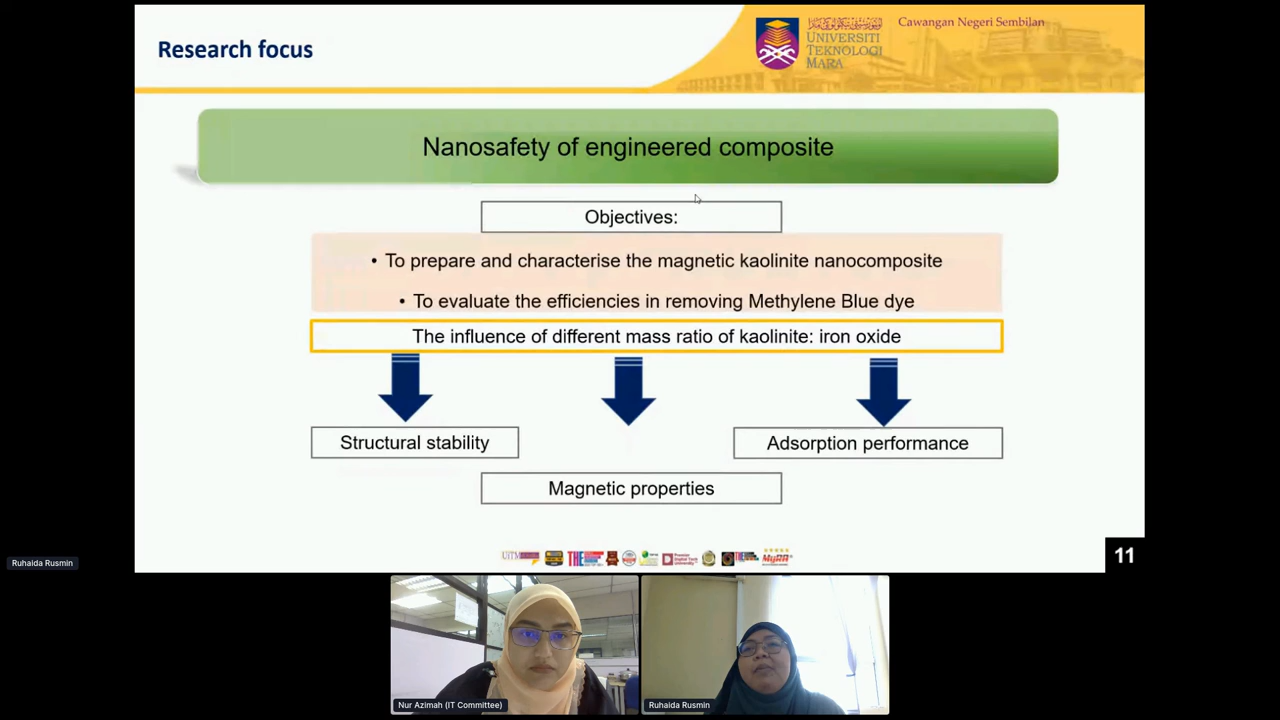 Research focus
UNIVERSITI
TEKNOLOGI
MARA
Cawangan Negeri Sembilan
Nanosafety of engineered composite
Objectives:
• To prepare and characterise the magnetic kaolinite nanocomposite
• To evaluate the efficiencies in removing Methylene Blue dye
The influence of different mass ratio of kaolinite: iron oxide
Structural stability
Adsorption performance
Magnetic properties
11
Ruhaida Rusmin
Nur Azimah (IT Committee)
Ruhaida Rusmin